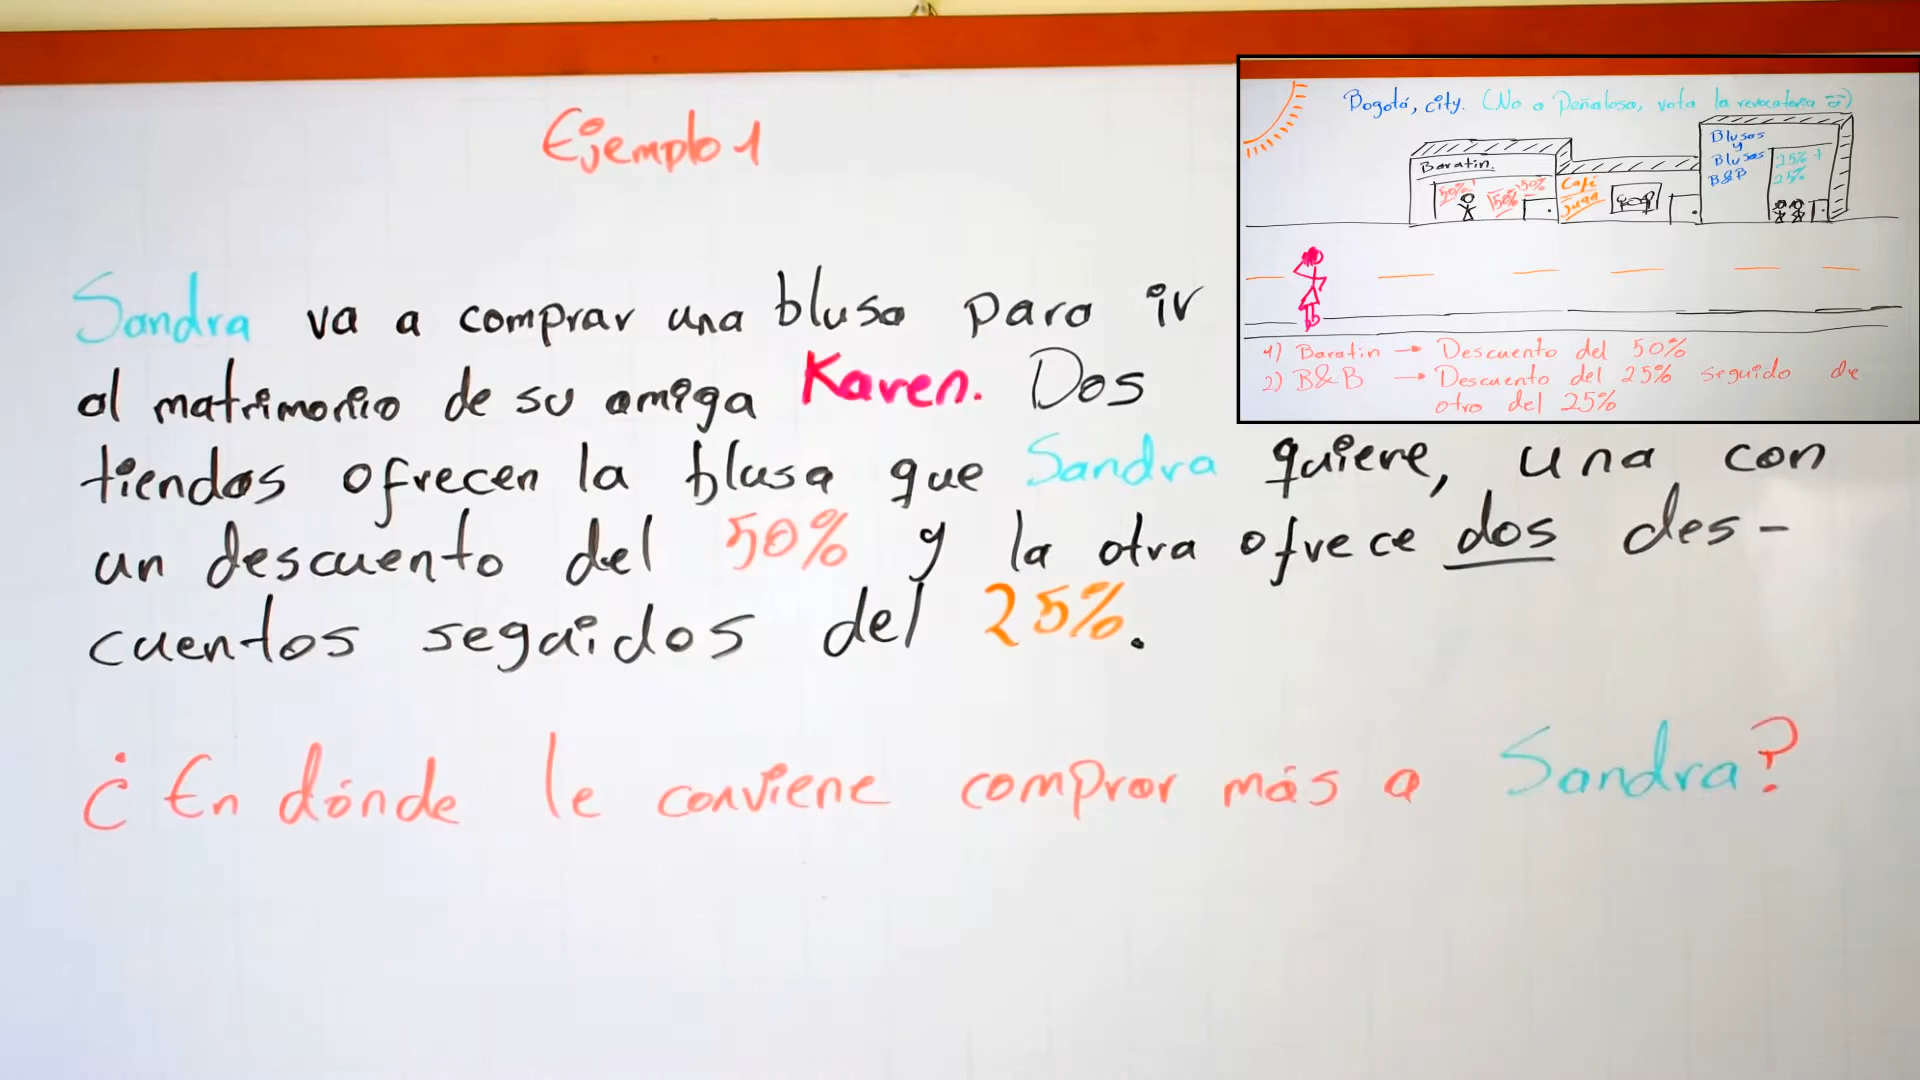 Ejemplo 1
Sandra va a comprar una blusa para ir
al matrimonio de su amiga Karen. Dos
tiendas ofrecen la blusa que Sandra quiere, una con
un descuento del 50% y la otra ofrece dos des-
cuentos seguidos del 25%.
¿En dónde le conviene comprar más a Sandra?
Bogotá, city. (No a Peñalosa, vota la revocatoria
Baratin.
50% 50% 50%
Café
Juan
Blusas
y
Blusas
B&B
25% +
25%
1) Baratin → Descuento del 50%
2) B&B → Descuento del 25% seguido de
otro del 25%